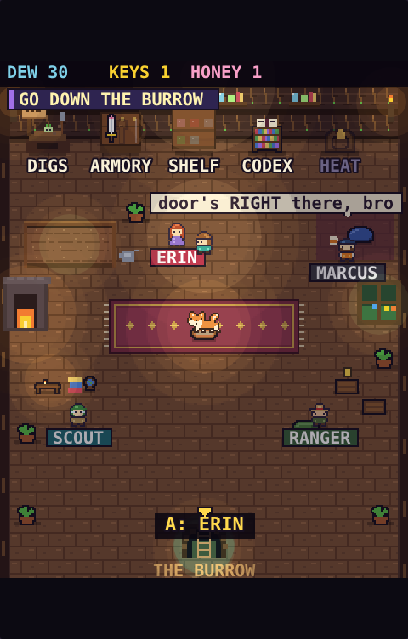 DEW 30 KEYS 1 HONEY 1
GO DOWN THE BURROW
DIGS ARMORY SHELF CODEX HEAT
door's RIGHT there, bro
ERIN
MARCUS
SCOUT RANGER
A: ERIN
THE BURROW